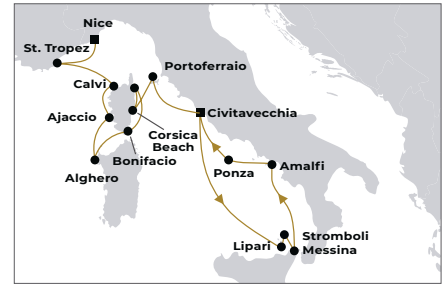 Nice
St. Tropez
Portoferraio
Calvi
Civitavecchia
Ajaccio
Corsica
Beach
Bonifacio
Amalfi
Ponza
Alghero
Stromboli
Lipari
Messina